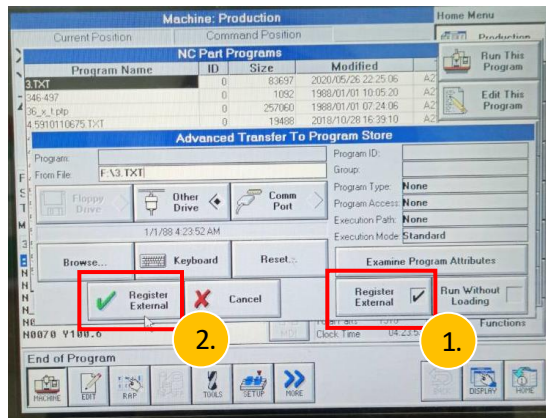 Machine: Production
Home Menu
Current Position
Command Position
Production
NC Part Programs
Run This
Program
Program Name ID Size Modified
3.TXT 0 83697 2020/05/26 22:25:06
346-497 0 1092 1988/01/01 10:05:20
36_x_t.ptp 0 257060 1988/01/01 07:24:06
4.5910110675.TXT 0 19488 2018/10/28 16:39:10
Edit This
Program
Advanced Transfer To Program Store
Program:
Program ID:
From File: F:\3.TXT
Group:
Program Type: None
Floppy
Drive
Other
Drive
Comm
Port
Program Access: None
Execution Path: None
1/1/88 4:23:52 AM
Execution Mode: Standard
Browse...
Keyboard
Reset...
Examine Program Attributes
Register
External
Cancel
Register
External
Run Without
Loading
2.
1.
N0070 Y100.6
Clock Time
Functions
End of Program
MACHINE
EDIT
RAP
TOOLS
SETUP
MORE
DISPLAY
HOME